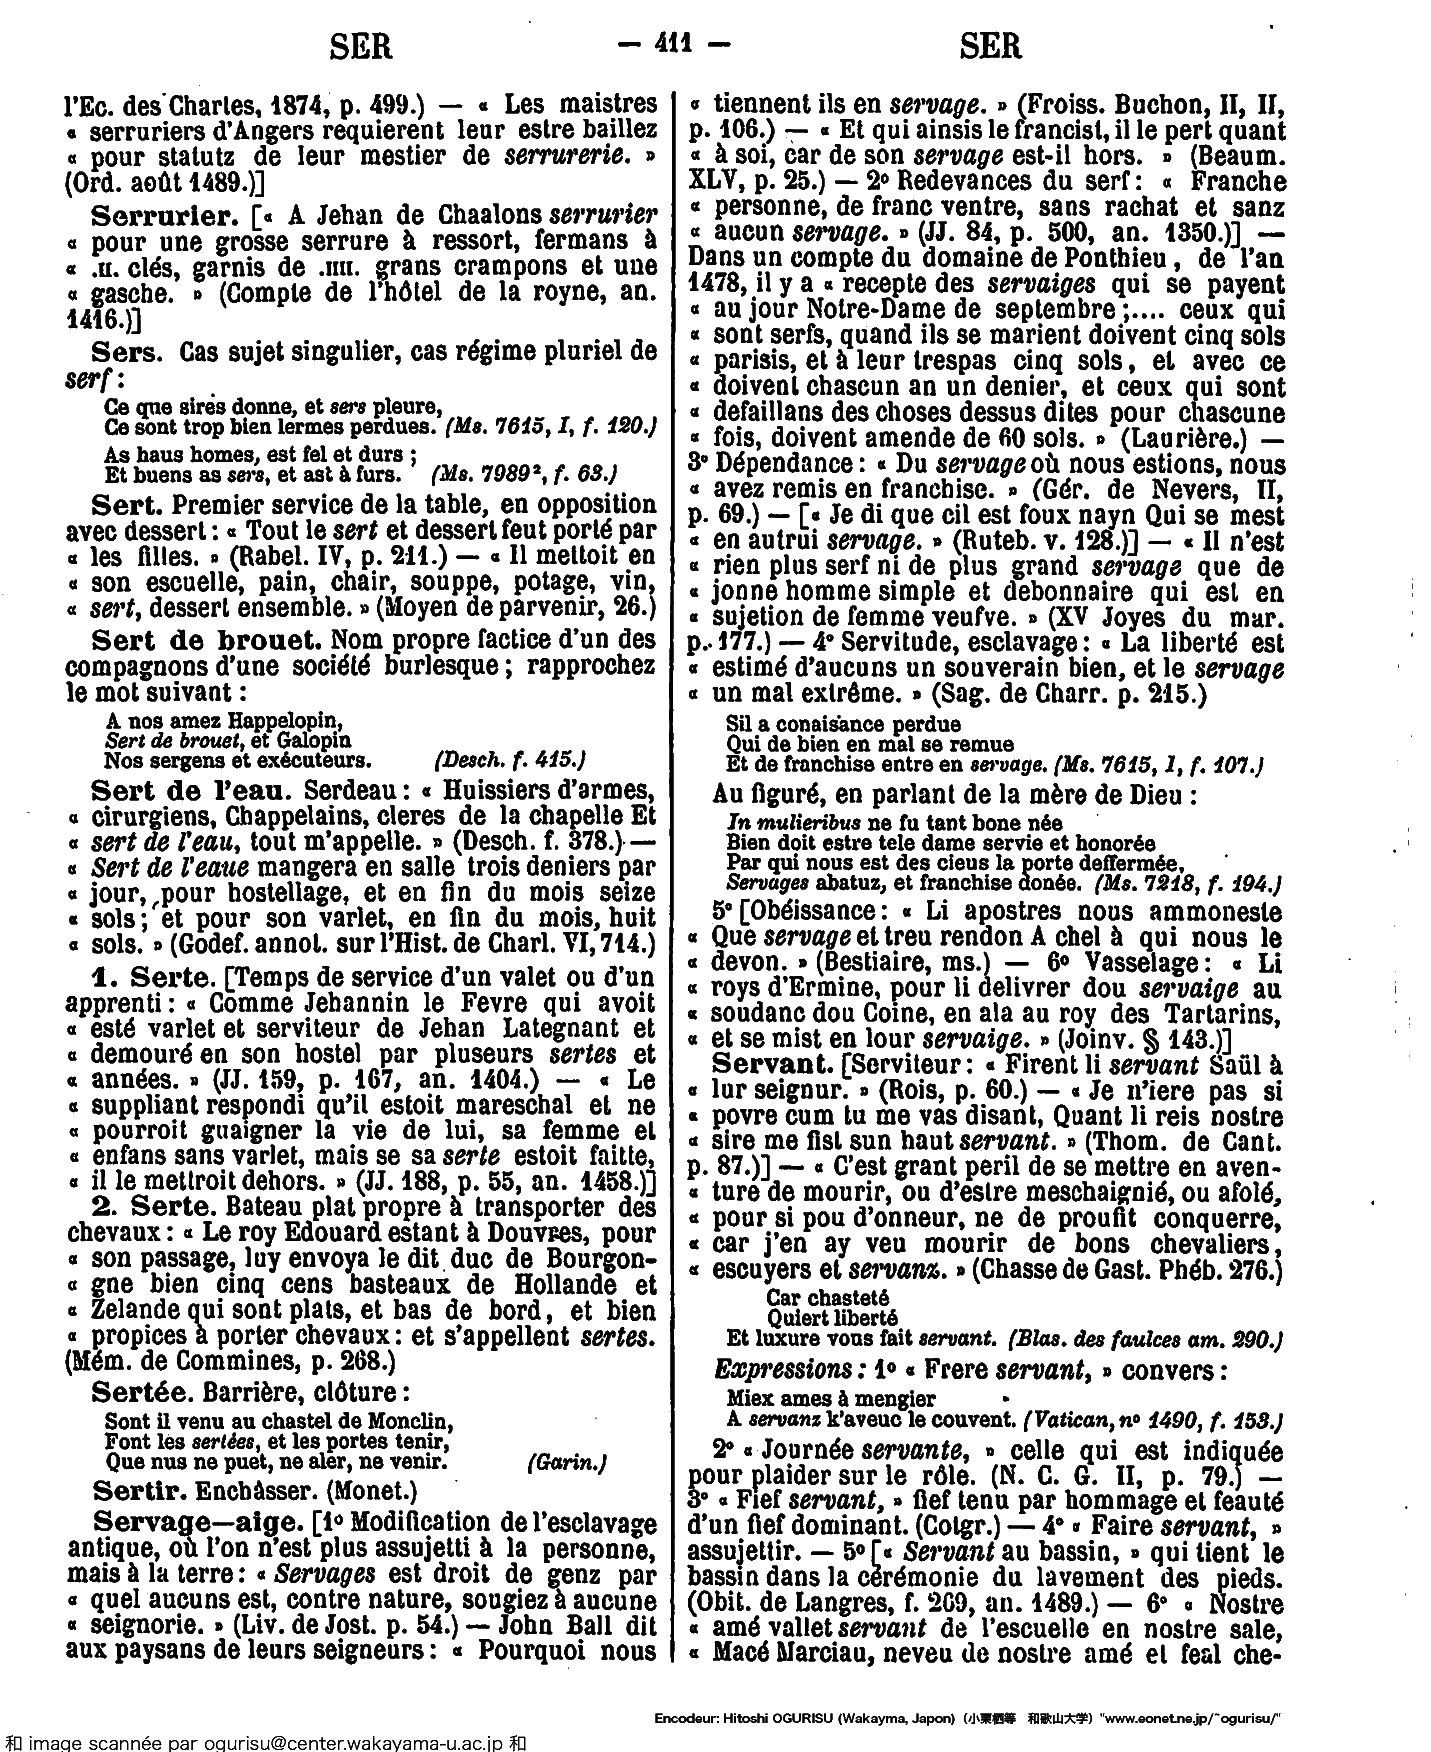 SER — 411 — SER
l'Ec. des Chartes, 1874, p. 499.) — « Les maistres
« serruriers d'Angers requierent leur estre baillez
« pour statutz de leur mestier de serrurerie. »
(Ord. août 1489.)]
Serrurier. [« A Jehan de Chaalons serrurier
« pour une grosse serrure à ressort, fermans à
« .II. clés, garnis de .IIII. grans crampons et une
« gasche. » (Compte de l'hôtel de la royne, an.
1416.)]
Sers. Cas sujet singulier, cas régime pluriel de
serf :
Ce que sires donne, et sers pleure,
Ce sont trop bien lermes perdues. (Ms. 7615, I, f. 120.)
As haus homes, est fel et durs ;
Et buens as sers, et ast à furs. (Ms. 7989², f. 63.)
Sert. Premier service de la table, en opposition
avec dessert : « Tout le sert et dessert feut porté par
« les filles. » (Rabel. IV, p. 211.) — « Il mettoit en
« son escuelle, pain, chair, souppe, potage, vin,
« sert, dessert ensemble. » (Moyen de parvenir, 26.)
Sert de brouet. Nom propre factice d'un des
compagnons d'une société burlesque ; rapprochez
le mot suivant :
A nos amez Happelopin,
Sert de brouet, et Galopin
Nos sergens et exécuteurs. (Desch. f. 415.)
Sert de l'eau. Serdeau : « Huissiers d'armes,
« cirurgiens, Chappelains, cleres de la chapelle Et
« sert de l'eau, tout m'appelle. » (Desch. f. 378.) —
« Sert de l'eaue mangera en salle trois deniers par
« jour, pour hostellage, et en fin du mois seize
« sols ; et pour son varlet, en fin du mois, huit
« sols. » (Godef. annot. sur l'Hist. de Charl. VI, 714.)
1. Serte. [Temps de service d'un valet ou d'un
apprenti : « Comme Jehannin le Fevre qui avoit
« esté varlet et serviteur de Jehan Lategnant et
« demouré en son hostel par pluseurs sertes et
« années. » (JJ. 159, p. 167, an. 1404.) — « Le
« suppliant respondi qu'il estoit mareschal et ne
« pourroit guaigner la vie de lui, sa femme et
« enfans sans varlet, mais se sa serte estoit faitte,
« il le mettroit dehors. » (JJ. 188, p. 55, an. 1458.)]
2. Serte. Bateau plat propre à transporter des
chevaux : « Le roy Edouard estant à Douvres, pour
« son passage, luy envoya le dit duc de Bourgon-
« gne bien cinq cens basteaux de Hollande et
« Zelande qui sont plats, et bas de bord, et bien
« propices à porter chevaux : et s'appellent sertes.
(Mém. de Commines, p. 268.)
Sertée. Barrière, clôture :
Sont il venu au chastel de Monclin,
Font les sertées, et les portes tenir,
Que nus ne puet, ne aler, ne venir. (Garin.)
Sertir. Enchâsser. (Monet.)
Servage—aige. [1º Modification de l'esclavage
antique, où l'on n'est plus assujetti à la personne,
mais à la terre : « Servages est droit de genz par
« quel aucuns est, contre nature, sougiez à aucune
« seignorie. » (Liv. de Jost. p. 54.) — John Ball dit
aux paysans de leurs seigneurs : « Pourquoi nous
« tiennent ils en servage. » (Froiss. Buchon, II, II,
p. 106.) — « Et qui ainsis le francist, il le pert quant
« à soi, car de son servage est-il hors. » (Beaum.
XLV, p. 25.) — 2º Redevances du serf : « Franche
« personne, de franc ventre, sans rachat et sanz
« aucun servage. » (JJ. 84, p. 500, an. 1350.)] —
Dans un compte du domaine de Ponthieu, de l'an
1478, il y a « recepte des servaiges qui se payent
« au jour Notre-Dame de septembre ;.... ceux qui
« sont serfs, quand ils se marient doivent cinq sols
« parisis, et à leur trespas cinq sols, et avec ce
« doivent chascun an un denier, et ceux qui sont
« defaillans des choses dessus dites pour chascune
« fois, doivent amende de 60 sols. » (Laurière.) —
3º Dépendance : « Du servage où nous estions, nous
« avez remis en franchise. » (Gér. de Nevers, II,
p. 69.) — [« Je di que cil est foux nayn Qui se mest
« en autrui servage. » (Ruteb. v. 128.)] — « Il n'est
« rien plus serf ni de plus grand servage que de
« jonne homme simple et debonnaire qui est en
« sujetion de femme veufve. » (XV Joyes du mar.
p. 177.) — 4º Servitude, esclavage : « La liberté est
« estimé d'aucuns un souverain bien, et le servage
« un mal extrême. » (Sag. de Charr. p. 215.)
Sil a conaisance perdue
Qui de bien en mal se remue
Et de franchise entre en servage. (Ms. 7615, I, f. 107.)
Au figuré, en parlant de la mère de Dieu :
In mulieribus ne fu tant bone née
Bien doit estre tele dame servie et honorée
Par qui nous est des cieus la porte deffermée,
Servages abatuz, et franchise donée. (Ms. 7218, f. 194.)
5º [Obéissance : « Li apostres nous ammoneste
« Que servage et treu rendon A chel à qui nous le
« devon. » (Bestiaire, ms.) — 6º Vasselage : « Li
« roys d'Ermine, pour li delivrer dou servaige au
« soudanc dou Coine, en ala au roy des Tartarins,
« et se mist en lour servaige. » (Joinv. § 143.)]
Servant. [Serviteur : « Firent li servant Saül à
« lur seignur. » (Rois, p. 60.) — « Je n'iere pas si
« povre cum tu me vas disant, Quant li reis nostre
« sire me fist sun haut servant. » (Thom. de Cant.
p. 87.)] — « C'est grant peril de se mettre en aven-
« ture de mourir, ou d'estre meschaignié, ou afolé,
« pour si pou d'onneur, ne de proufit conquerre,
« car j'en ay veu mourir de bons chevaliers,
« escuyers et servanz. » (Chasse de Gast. Phéb. 276.)
Car chasteté
Quiert liberté
Et luxure vous fait servant. (Blas. des faulces am. 290.)
Expressions : 1º « Frere servant, » convers :
Miex ames à mengier
A servanz k'aveuc le couvent. (Vatican, nº 1490, f. 153.)
2º « Journée servante, » celle qui est indiquée
pour plaider sur le rôle. (N. C. G. II, p. 79.) —
3º « Fief servant, » fief tenu par hommage et feauté
d'un fief dominant. (Cotgr.) — 4º « Faire servant, »
assujettir. — 5º [« Servant au bassin, » qui tient le
bassin dans la cérémonie du lavement des pieds.
(Obit. de Langres, f. 209, an. 1489.) — 6º « Nostre
« amé vallet servant de l'escuelle en nostre sale,
« Macé Marciau, neveu de nostre amé et feal che-
Encodeur: Hitoshi OGURISU (Wakayma, Japon) (小栗栖等 和歌山大学) "www.eonet.ne.jp/~ogurisu/"
和 image scannée par ogurisu@center.wakayama-u.ac.jp 和